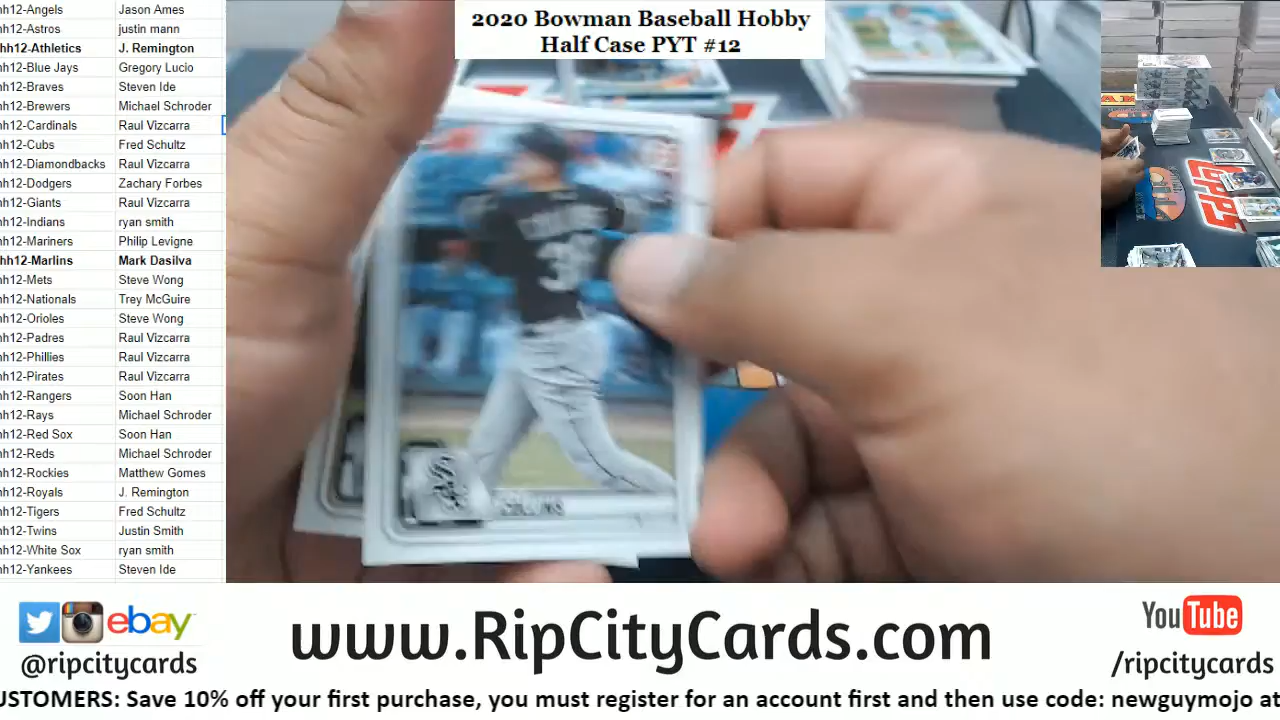 2020 Bowman Baseball Hobby
Half Case PYT #12
hh12-Angels Jason Ames
hh12-Astros justin mann
hh12-Athletics J. Remington
hh12-Blue Jays Gregory Lucio
hh12-Braves Steven Ide
hh12-Brewers Michael Schroder
hh12-Cardinals Raul Vizcarra
hh12-Cubs Fred Schultz
hh12-Diamondbacks Raul Vizcarra
hh12-Dodgers Zachary Forbes
hh12-Giants Raul Vizcarra
hh12-Indians ryan smith
hh12-Mariners Philip Levigne
hh12-Marlins Mark Dasilva
hh12-Mets Steve Wong
hh12-Nationals Trey McGuire
hh12-Orioles Steve Wong
hh12-Padres Raul Vizcarra
hh12-Phillies Raul Vizcarra
hh12-Pirates Raul Vizcarra
hh12-Rangers Soon Han
hh12-Rays Michael Schroder
hh12-Red Sox Soon Han
hh12-Reds Michael Schroder
hh12-Rockies Matthew Gomes
hh12-Royals J. Remington
hh12-Tigers Fred Schultz
hh12-Twins Justin Smith
hh12-White Sox ryan smith
hh12-Yankees Steven Ide
COLLINS
TOPPS
ebay
@ripcitycards
www.RipCityCards.com
YouTube
/ripcitycards
USTOMERS: Save 10% off your first purchase, you must register for an account first and then use code: newguymojo at